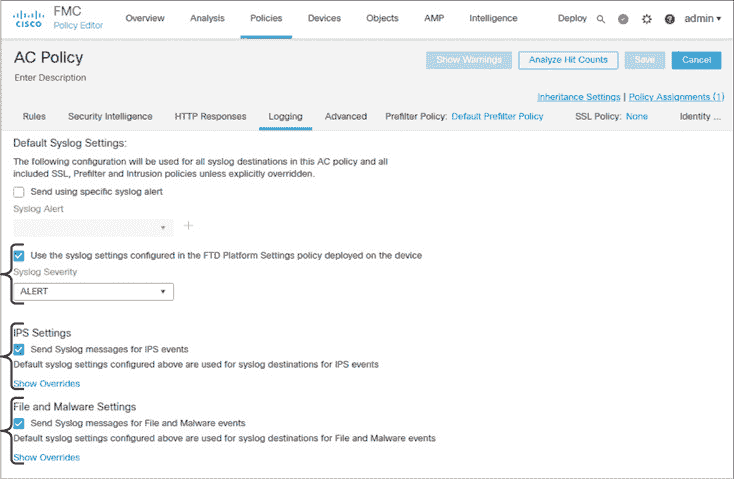 CISCO
FMC
Policy Editor
Overview Analysis Policies Devices Objects AMP Intelligence Deploy admin
AC Policy
Enter Description
Show Warnings Analyze Hit Counts Save Cancel
Inheritance Settings | Policy Assignments (1)
Rules Security Intelligence HTTP Responses Logging Advanced Prefilter Policy: Default Prefilter Policy SSL Policy: None Identity ...
Default Syslog Settings:
The following configuration will be used for all syslog destinations in this AC policy and all
included SSL, Prefilter and Intrusion policies unless explicitly overridden.
Send using specific syslog alert
Syslog Alert
Use the syslog settings configured in the FTD Platform Settings policy deployed on the device
Syslog Severity
ALERT
IPS Settings
Send Syslog messages for IPS events
Default syslog settings configured above are used for syslog destinations for IPS events
Show Overrides
File and Malware Settings
Send Syslog messages for File and Malware events
Default syslog settings configured above are used for syslog destinations for File and Malware events
Show Overrides